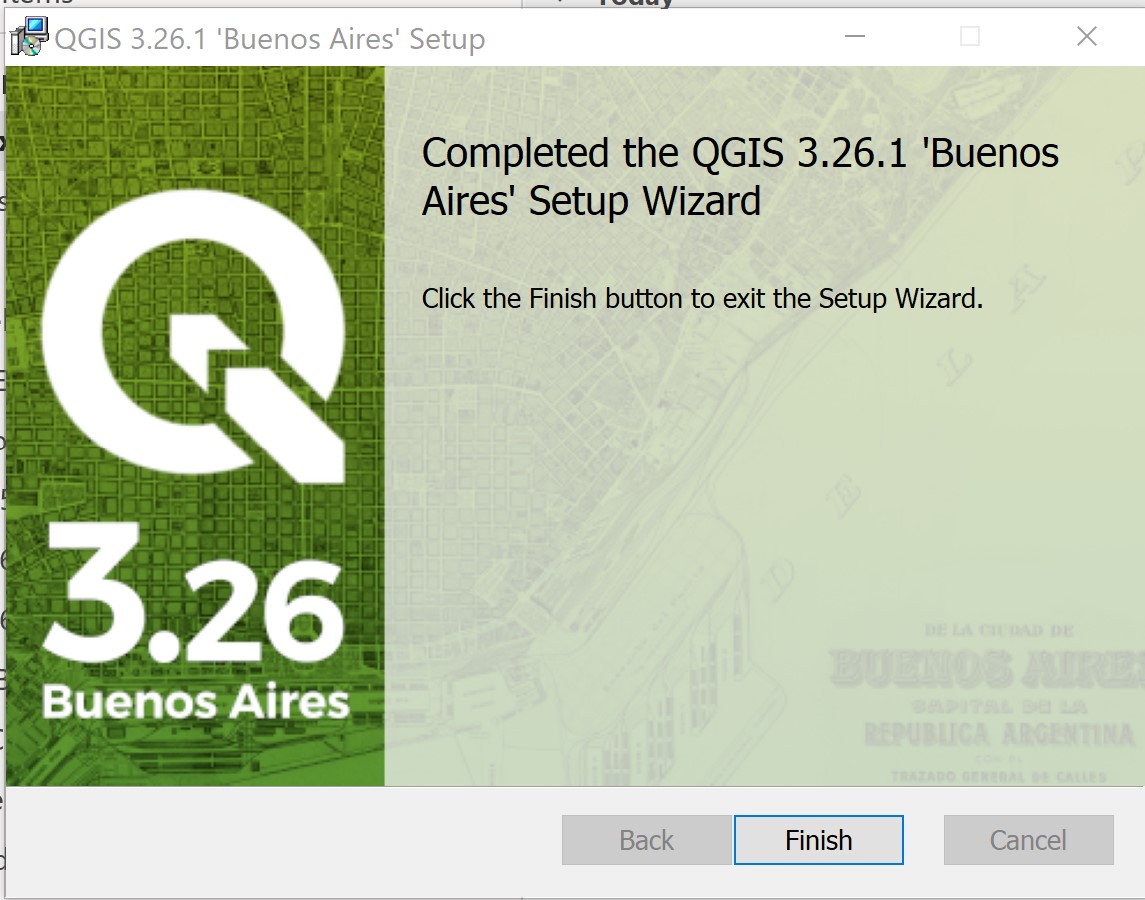 Today
QGIS 3.26.1 'Buenos Aires' Setup
Completed the QGIS 3.26.1 'Buenos
Aires' Setup Wizard
Click the Finish button to exit the Setup Wizard.
3.26
Buenos Aires
DE LA CIUDAD DE
BUENOS AIRES
CAPITAL DE LA
REPUBLICA ARGENTINA
CON EL
TRAZADO GENERAL DE CALLES
Back
Finish
Cancel